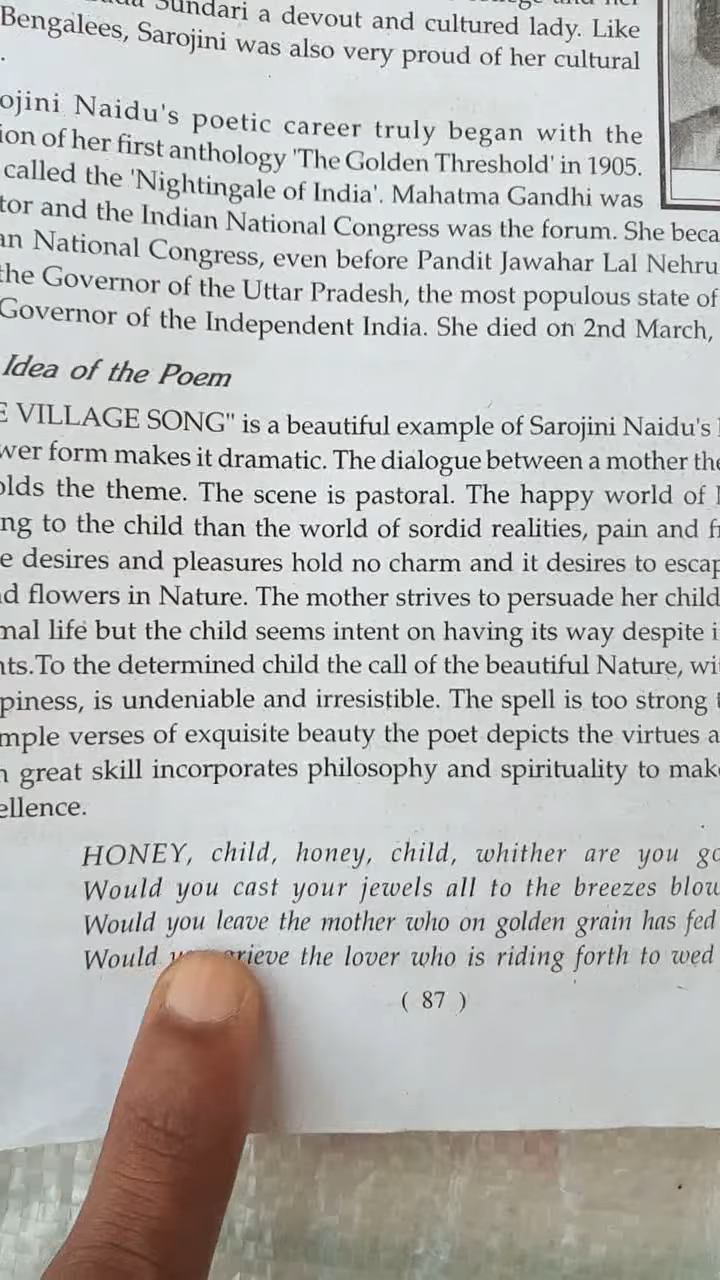 Sundari a devout and cultured lady. Like
Bengalees, Sarojini was also very proud of her cultural
.
ojini Naidu's poetic career truly began with the
ion of her first anthology 'The Golden Threshold' in 1905.
called the 'Nightingale of India'. Mahatma Gandhi was
tor and the Indian National Congress was the forum. She beca
an National Congress, even before Pandit Jawahar Lal Nehru
the Governor of the Uttar Pradesh, the most populous state of
Governor of the Independent India. She died on 2nd March,
Idea of the Poem
E VILLAGE SONG" is a beautiful example of Sarojini Naidu's
wer form makes it dramatic. The dialogue between a mother the
olds the theme. The scene is pastoral. The happy world of
ng to the child than the world of sordid realities, pain and f
e desires and pleasures hold no charm and it desires to escap
nd flowers in Nature. The mother strives to persuade her child
mal life but the child seems intent on having its way despite i
nts.To the determined child the call of the beautiful Nature, wi
piness, is undeniable and irresistible. The spell is too strong t
mple verses of exquisite beauty the poet depicts the virtues a
h great skill incorporates philosophy and spirituality to mak
ellence.
HONEY, child, honey, child, whither are you go
Would you cast your jewels all to the breezes blow
Would you leave the mother who on golden grain has fed
Would grieve the lover who is riding forth to wed
( 87 )